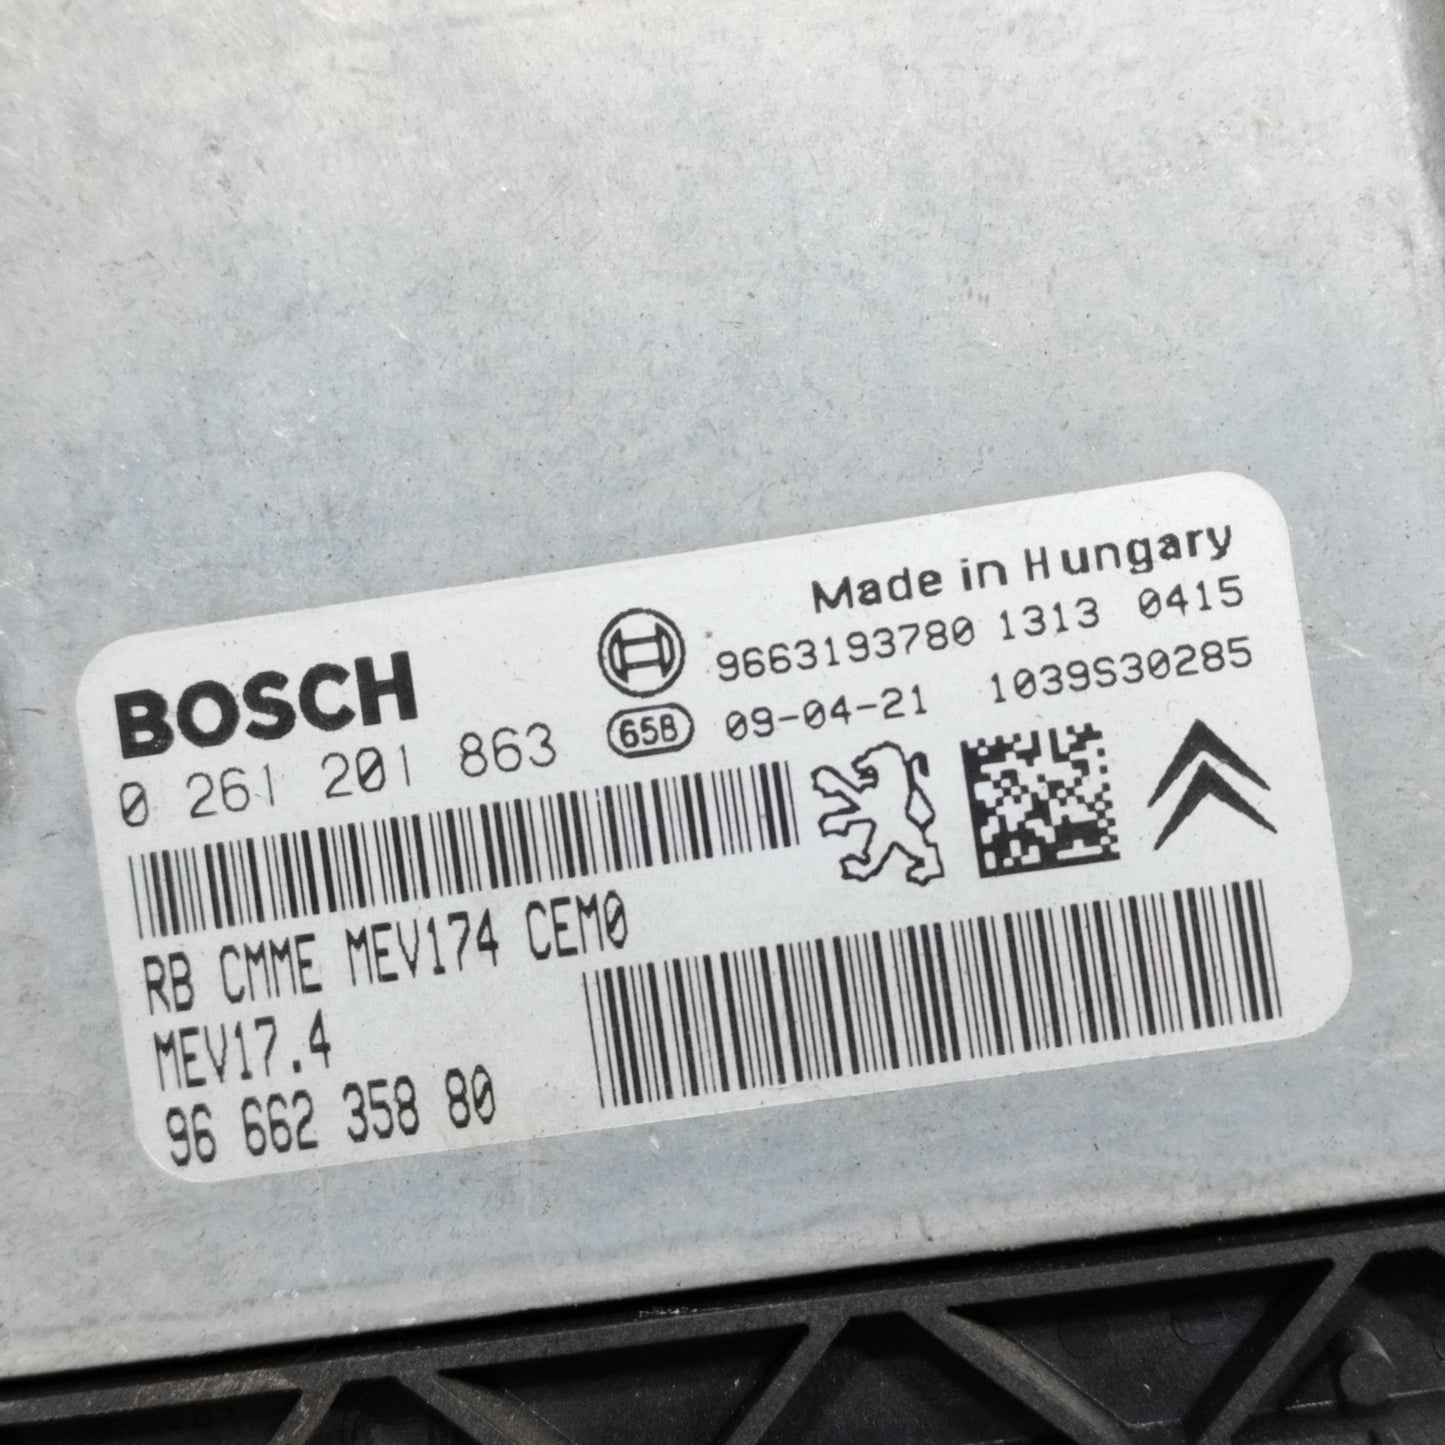 Made in Hungary
BOSCH
9663193780 1313 0415
0 261 201 863
658 09-04-21 1039S30285
RB CMME MEV174 CEM0
MEV17.4
96 662 358 80